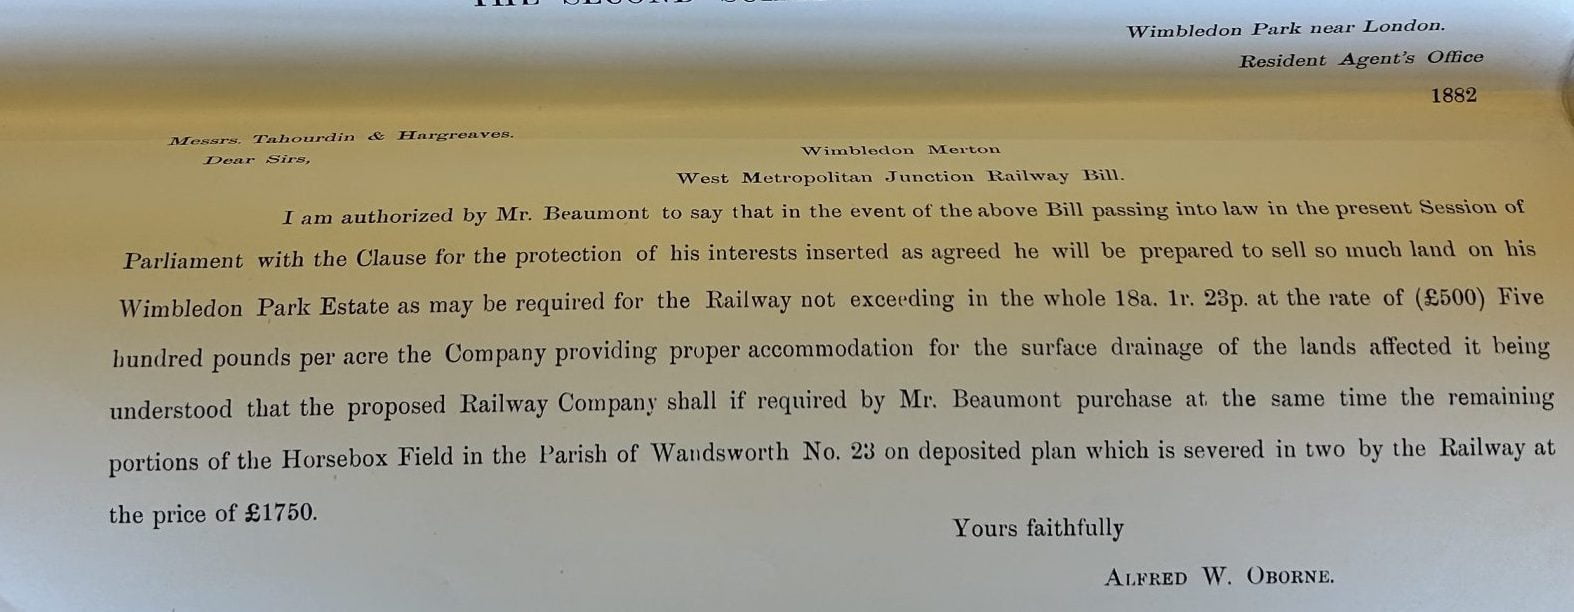 THE SECOND
Wimbledon Park near London.
Resident Agent's Office
1882
Messrs. Tahourdin & Hargreaves.
Dear Sirs,
Wimbledon Merton
West Metropolitan Junction Railway Bill.
I am authorized by Mr. Beaumont to say that in the event of the above Bill passing into law in the present Session of
Parliament with the Clause for the protection of his interests inserted as agreed he will be prepared to sell so much land on his
Wimbledon Park Estate as may be required for the Railway not exceeding in the whole 18a. 1r. 23p. at the rate of (£500) Five
hundred pounds per acre the Company providing proper accommodation for the surface drainage of the lands affected it being
understood that the proposed Railway Company shall if required by Mr. Beaumont purchase at the same time the remaining
portions of the Horsebox Field in the Parish of Wandsworth No. 23 on deposited plan which is severed in two by the Railway at
the price of £1750.
Yours faithfully
ALFRED W. OBORNE.